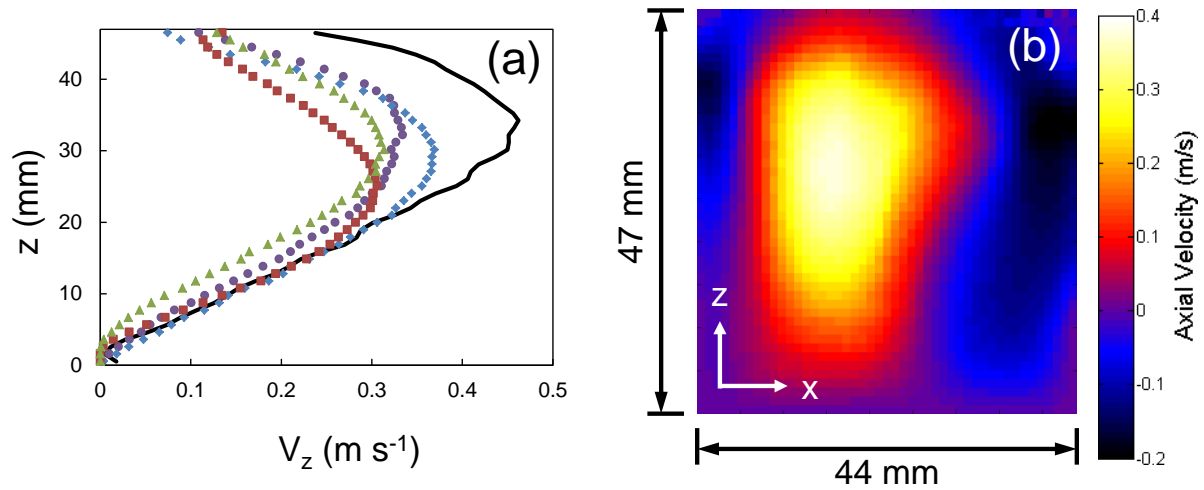 (a)
40
30
20
10
0
z (mm)
0 0.1 0.2 0.3 0.4 0.5
V_z (m s⁻¹)
(b)
47 mm
44 mm
z
x
0.4
0.3
0.2
0.1
0
-0.1
-0.2
Axial Velocity (m/s)